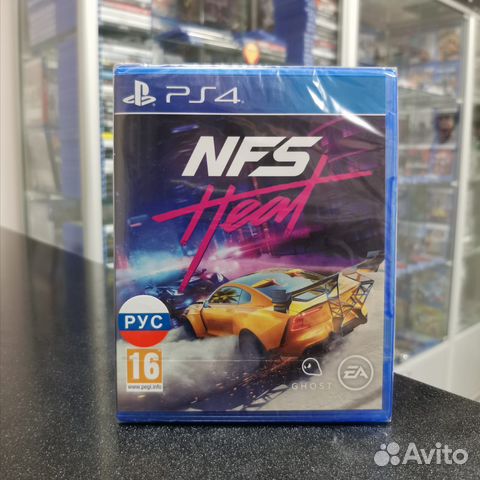 PS4
NFS
Heat
РУС
16
www.pegi.info
GHOST
EA
Avito